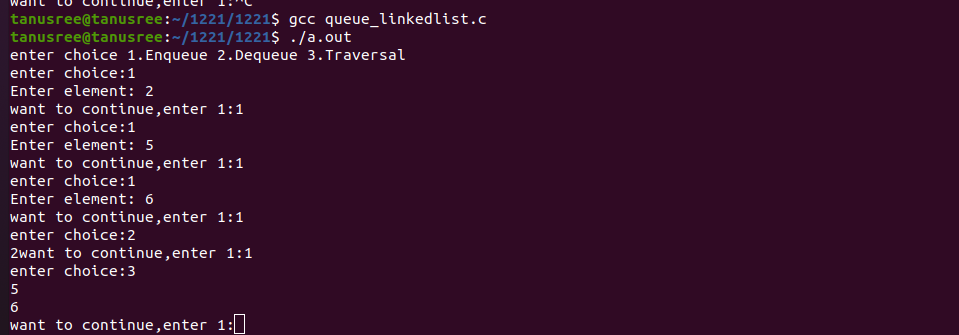 want to continue,enter 1:^C
tanusree@tanusree:~/1221/1221$ gcc queue_linkedlist.c
tanusree@tanusree:~/1221/1221$ ./a.out
enter choice 1.Enqueue 2.Dequeue 3.Traversal
enter choice:1
Enter element: 2
want to continue,enter 1:1
enter choice:1
Enter element: 5
want to continue,enter 1:1
enter choice:1
Enter element: 6
want to continue,enter 1:1
enter choice:2
2want to continue,enter 1:1
enter choice:3
5
6
want to continue,enter 1: